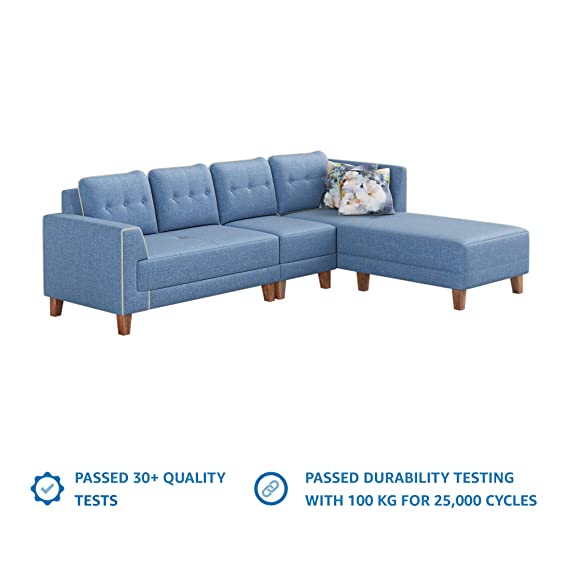 PASSED 30+ QUALITY
TESTS
PASSED DURABILITY TESTING
WITH 100 KG FOR 25,000 CYCLES